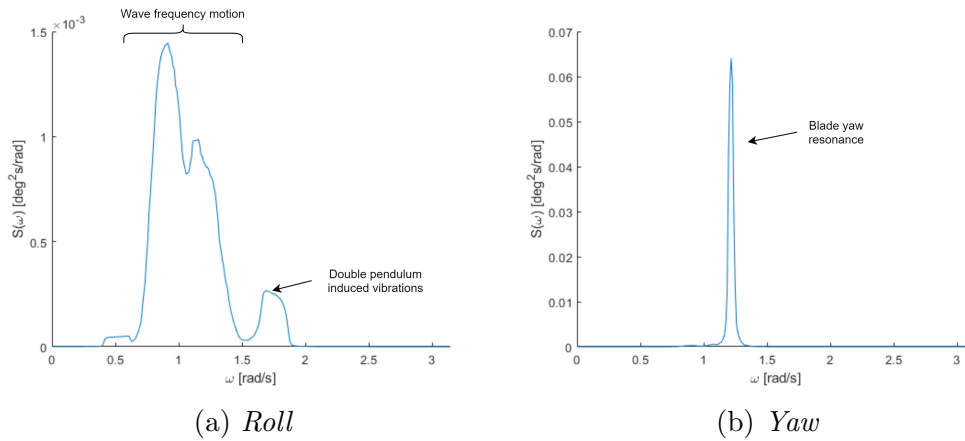 Wave frequency motion
×10⁻³
1.5
1
0.5
0
S(ω) [deg²s/rad]
Double pendulum
induced vibrations
0 0.5 1 1.5 2 2.5 3
ω [rad/s]
(a) Roll
0.07
0.06
0.05
0.04
0.03
0.02
0.01
0
S(ω) [deg²s/rad]
Blade yaw
resonance
0 0.5 1 1.5 2 2.5 3
ω [rad/s]
(b) Yaw